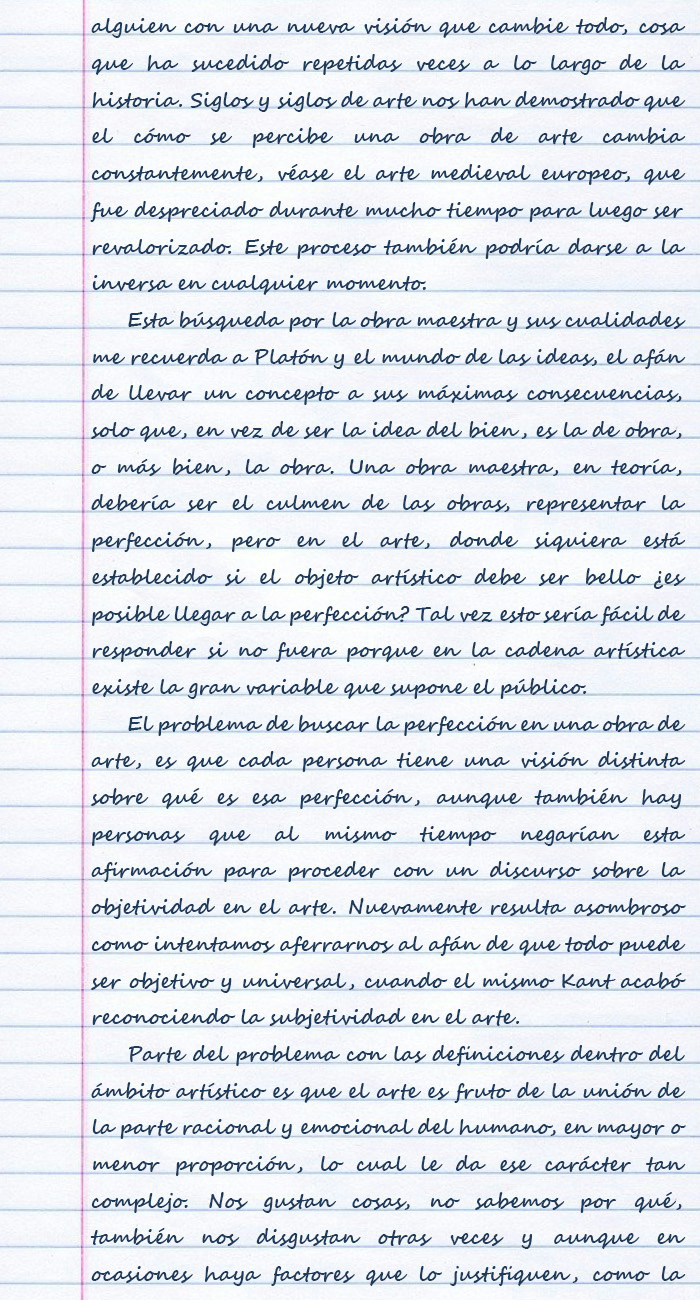 alguien con una nueva visión que cambie todo, cosa
que ha sucedido repetidas veces a lo largo de la
historia. Siglos y siglos de arte nos han demostrado que
el cómo se percibe una obra de arte cambia
constantemente, véase el arte medieval europeo, que
fue despreciado durante mucho tiempo para luego ser
revalorizado. Este proceso también podría darse a la
inversa en cualquier momento.
Esta búsqueda por la obra maestra y sus cualidades
me recuerda a Platón y el mundo de las ideas, el afán
de llevar un concepto a sus máximas consecuencias,
solo que, en vez de ser la idea del bien, es la de obra,
o más bien, la obra. Una obra maestra, en teoría,
debería ser el culmen de las obras, representar la
perfección, pero en el arte, donde siquiera está
establecido si el objeto artístico debe ser bello ¿es
posible llegar a la perfección? Tal vez esto sería fácil de
responder si no fuera porque en la cadena artística
existe la gran variable que supone el público.
El problema de buscar la perfección en una obra de
arte, es que cada persona tiene una visión distinta
sobre qué es esa perfección, aunque también hay
personas que al mismo tiempo negarían esta
afirmación para proceder con un discurso sobre la
objetividad en el arte. Nuevamente resulta asombroso
como intentamos aferrarnos al afán de que todo puede
ser objetivo y universal, cuando el mismo Kant acabó
reconociendo la subjetividad en el arte.
Parte del problema con las definiciones dentro del
ámbito artístico es que el arte es fruto de la unión de
la parte racional y emocional del humano, en mayor o
menor proporción, lo cual le da ese carácter tan
complejo. Nos gustan cosas, no sabemos por qué,
también nos disgustan otras veces y aunque en
ocasiones haya factores que lo justifiquen, como la